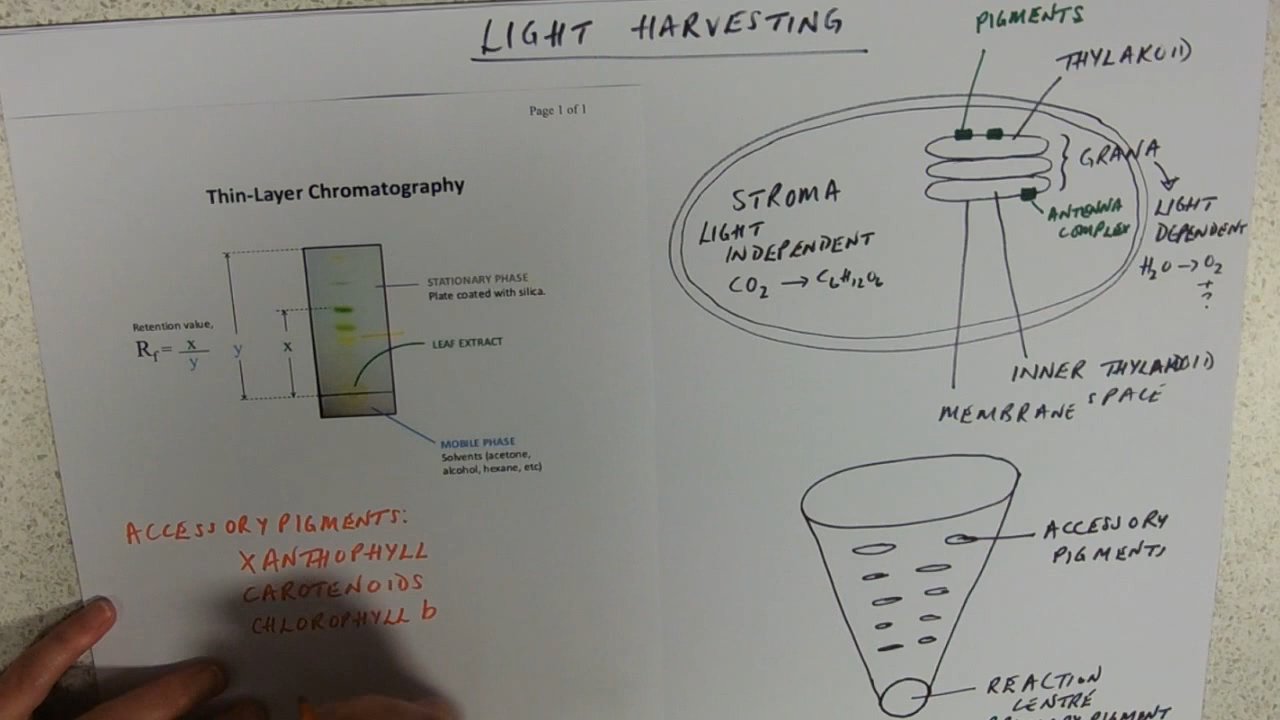 LIGHT HARVESTING
Page 1 of 1
Thin-Layer Chromatography
STATIONARY PHASE
Plate coated with silica.
Retention value,
Rf = x/y
y
x
LEAF EXTRACT
MOBILE PHASE
Solvents (acetone,
alcohol, hexane, etc)
ACCESSORY PIGMENTS:
XANTHOPHYLL
CAROTENOIDS
CHLOROPHYLL b
PIGMENTS
THYLAKOID
GRANA
ANTENNA
COMPLEX
LIGHT
DEPENDENT
H2O → O2
+
?
STROMA
LIGHT
INDEPENDENT
CO2 → C6H12O6
INNER THYLAKOID
SPACE
MEMBRANE
ACCESSORY
PIGMENTS
REACTION
CENTRE
PIGMENT